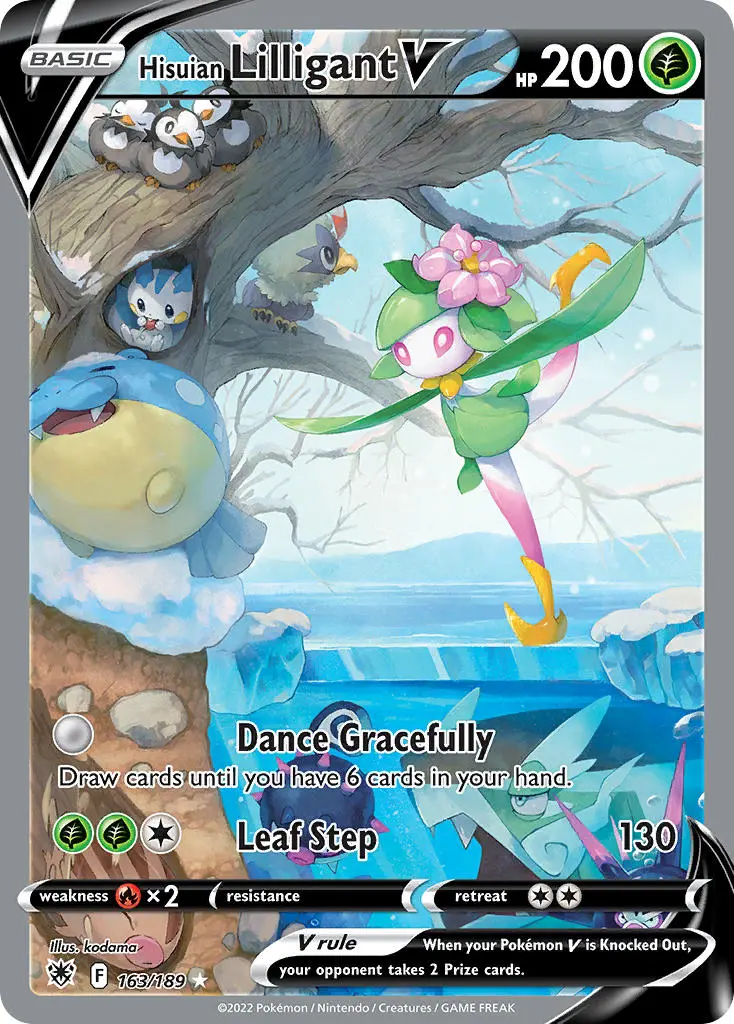 BASIC Hisuian Lilligant V HP 200
Dance Gracefully
Draw cards until you have 6 cards in your hand.
Leaf Step 130
weakness ×2 resistance retreat
Illus. kodama
V rule When your Pokémon V is Knocked Out,
your opponent takes 2 Prize cards.
F 163/189
©2022 Pokémon / Nintendo / Creatures / GAME FREAK